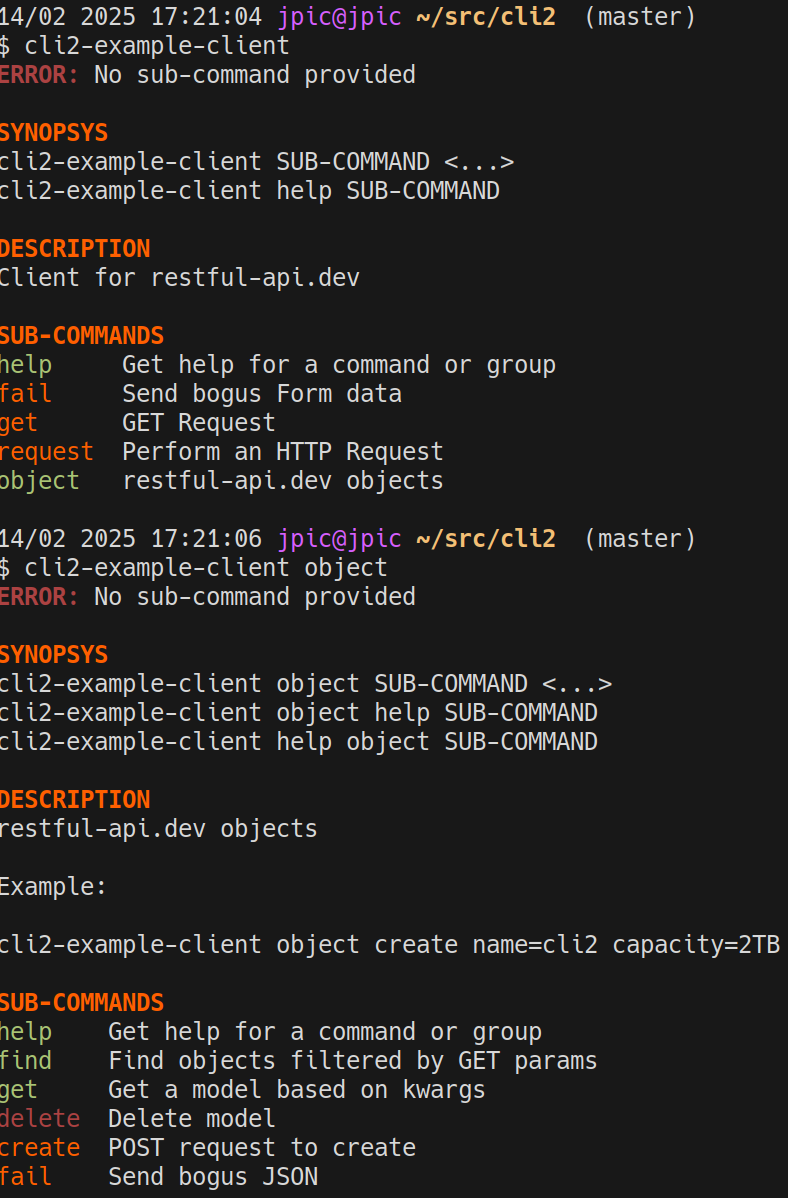 14/02 2025 17:21:04 jpic@jpic ~/src/cli2  (master)
$ cli2-example-client
ERROR: No sub-command provided

SYNOPSYS
cli2-example-client SUB-COMMAND <...>
cli2-example-client help SUB-COMMAND

DESCRIPTION
Client for restful-api.dev

SUB-COMMANDS
help     Get help for a command or group
fail     Send bogus Form data
get      GET Request
request  Perform an HTTP Request
object   restful-api.dev objects

14/02 2025 17:21:06 jpic@jpic ~/src/cli2  (master)
$ cli2-example-client object
ERROR: No sub-command provided

SYNOPSYS
cli2-example-client object SUB-COMMAND <...>
cli2-example-client object help SUB-COMMAND
cli2-example-client help object SUB-COMMAND

DESCRIPTION
restful-api.dev objects

Example:

cli2-example-client object create name=cli2 capacity=2TB

SUB-COMMANDS
help    Get help for a command or group
find    Find objects filtered by GET params
get     Get a model based on kwargs
delete  Delete model
create  POST request to create
fail    Send bogus JSON